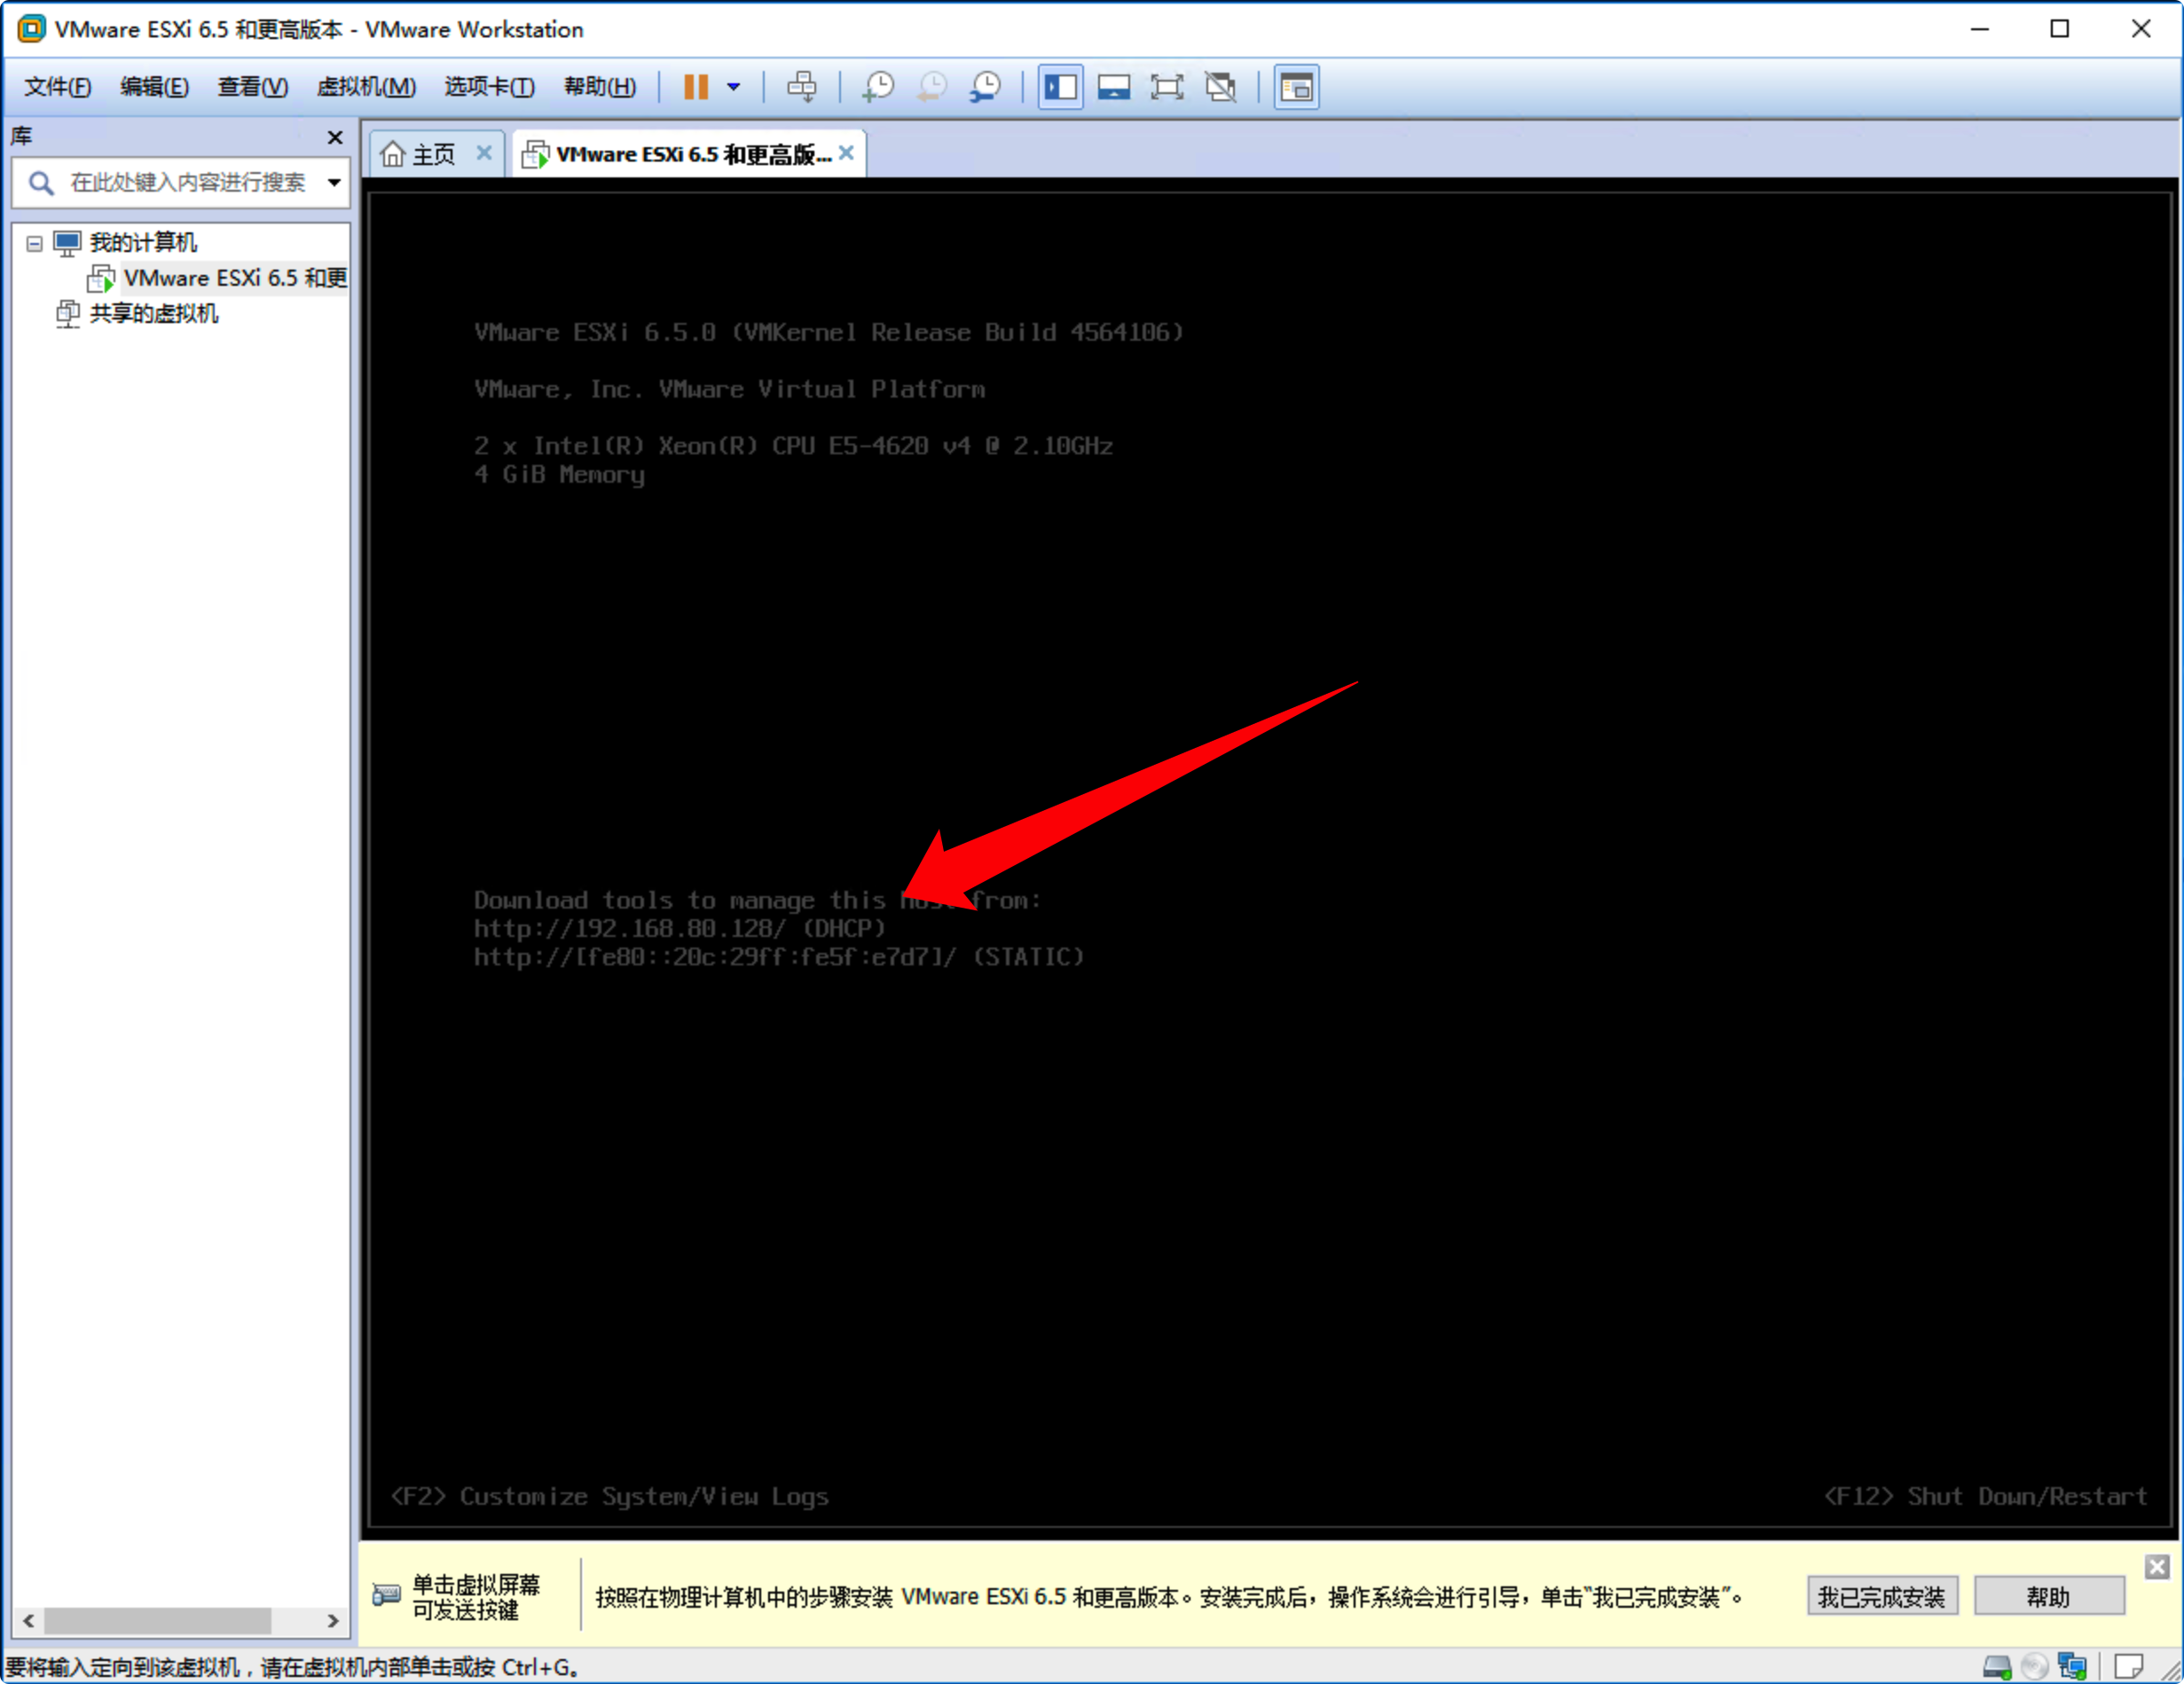 VMware ESXi 6.5 和更高版本 - VMware Workstation
文件(F) 编辑(E) 查看(V) 虚拟机(M) 选项卡(T) 帮助(H)
库
在此处键入内容进行搜索
我的计算机
VMware ESXi 6.5 和更
共享的虚拟机
主页
VMware ESXi 6.5 和更高版...
VMware ESXi 6.5.0 (VMKernel Release Build 4564106)
VMware, Inc. VMware Virtual Platform
2 x Intel(R) Xeon(R) CPU E5-4620 v4 @ 2.10GHz
4 GiB Memory
Download tools to manage this host from:
http://192.168.80.128/ (DHCP)
http://[fe80::20c:29ff:fe5f:e7d7]/ (STATIC)
<F2> Customize System/View Logs
<F12> Shut Down/Restart
单击虚拟屏幕
可发送按键
按照在物理计算机中的步骤安装 VMware ESXi 6.5 和更高版本。安装完成后，操作系统会进行引导，单击“我已完成安装”。
我已完成安装
帮助
要将输入定向到该虚拟机，请在虚拟机内部单击或按 Ctrl+G。